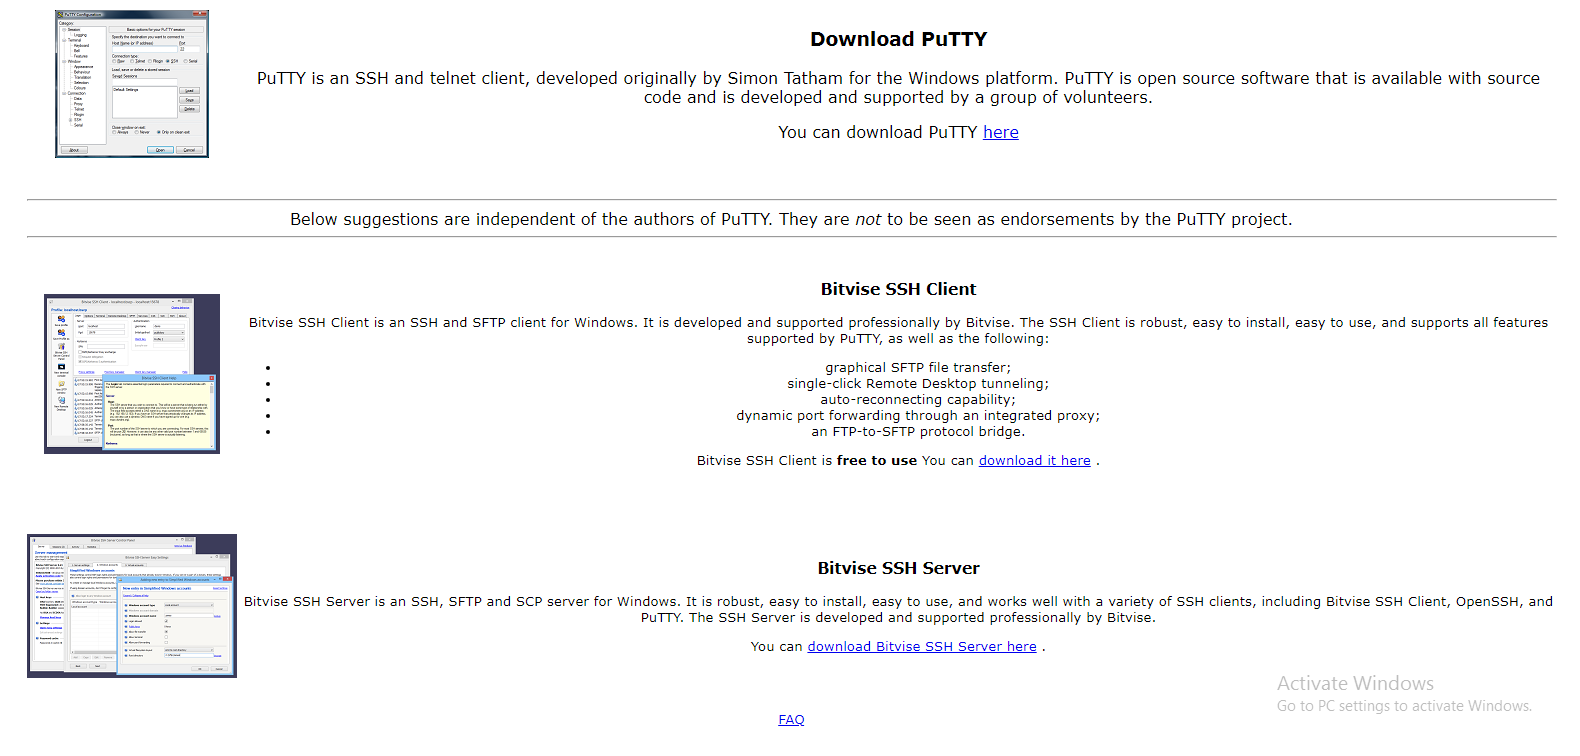 Download PuTTY
PuTTY is an SSH and telnet client, developed originally by Simon Tatham for the Windows platform. PuTTY is open source software that is available with source
code and is developed and supported by a group of volunteers.
You can download PuTTY here
Below suggestions are independent of the authors of PuTTY. They are not to be seen as endorsements by the PuTTY project.
Bitvise SSH Client
Bitvise SSH Client is an SSH and SFTP client for Windows. It is developed and supported professionally by Bitvise. The SSH Client is robust, easy to install, easy to use, and supports all features
supported by PuTTY, as well as the following:
graphical SFTP file transfer;
single-click Remote Desktop tunneling;
auto-reconnecting capability;
dynamic port forwarding through an integrated proxy;
an FTP-to-SFTP protocol bridge.
Bitvise SSH Client is free to use You can download it here .
Bitvise SSH Server
Bitvise SSH Server is an SSH, SFTP and SCP server for Windows. It is robust, easy to install, easy to use, and works well with a variety of SSH clients, including Bitvise SSH Client, OpenSSH, and
PuTTY. The SSH Server is developed and supported professionally by Bitvise.
You can download Bitvise SSH Server here .
Activate Windows
Go to PC settings to activate Windows.
FAQ